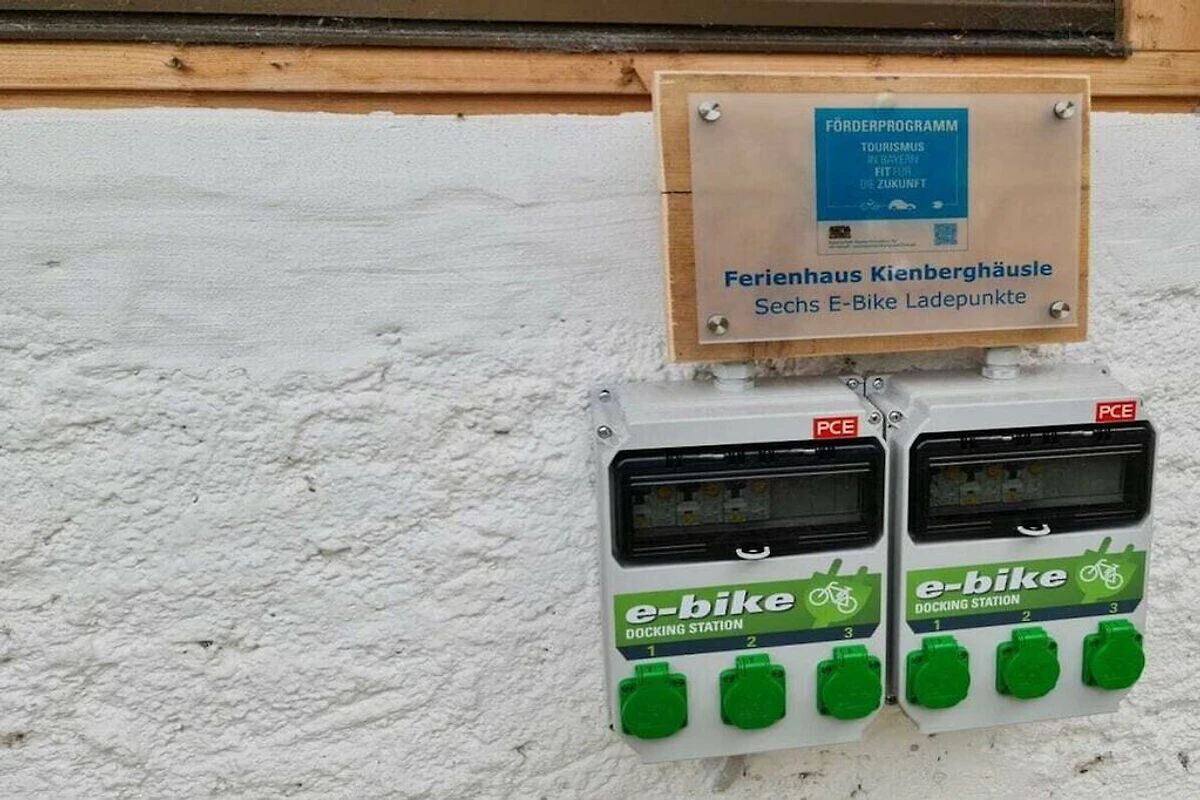 FÖRDERPROGRAMM
TOURISMUS
IN BAYERN
FIT FÜR
DIE ZUKUNFT
Ferienhaus Kienberghäusle
Sechs E-Bike Ladepunkte
PCE
e-bike
DOCKING STATION
1 2 3
PCE
e-bike
DOCKING STATION
1 2 3